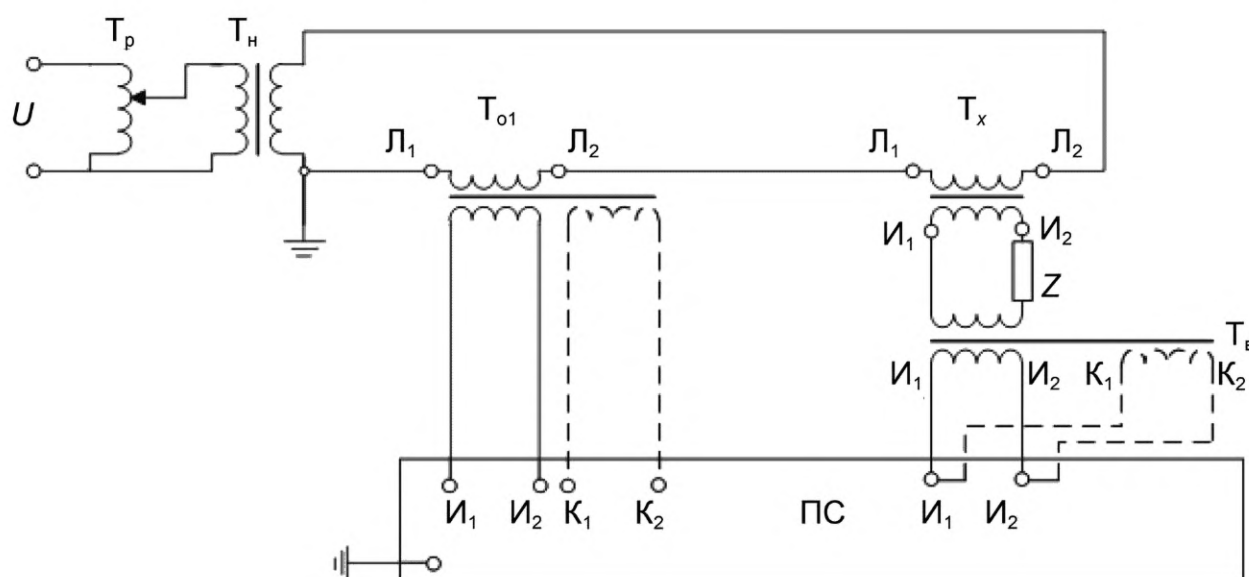 Тр Тн
U
То1 Тx
Л1 Л2 Л1 Л2
И1 И2
Z
Тв
И1 И2 К1 К2
И1 И2 К1 К2 ПС И1 И2